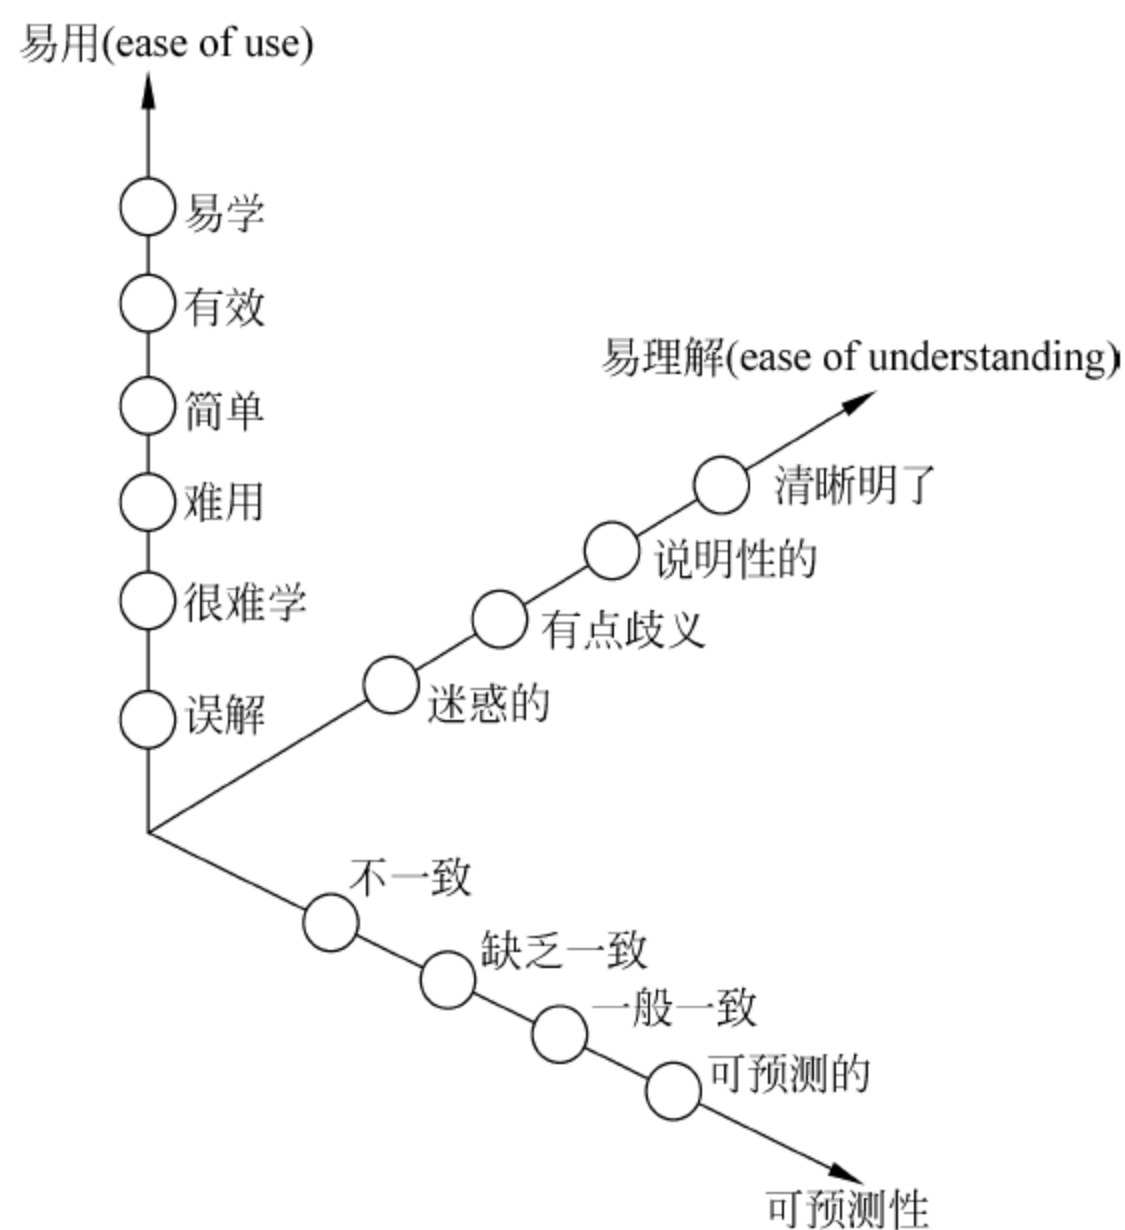 易用(ease of use)
易学
有效
简单
难用
很难学
误解
易理解(ease of understanding)
清晰明了
说明性的
有点歧义
迷惑的
不一致
缺乏一致
一般一致
可预测的
可预测性